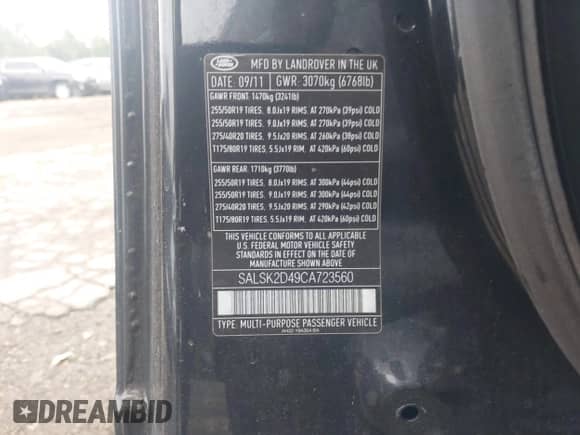 LAND ROVER
MFD BY LANDROVER IN THE UK
DATE: 09/11 GWR: 3070kg (6768lb)
GAWR FRONT: 1470kg (3241lb)
255/50R19 TIRES, 8.0Jx19 RIMS, AT 270kPa (39psi) COLD
255/50R19 TIRES, 9.0Jx19 RIMS, AT 270kPa (39psi) COLD
275/40R20 TIRES, 9.5Jx20 RIMS, AT 260kPa (38psi) COLD
T175/80R19 TIRES, 5.5Jx19 RIM, AT 420kPa (60psi) COLD
GAWR REAR: 1710kg (3770lb)
255/50R19 TIRES, 8.0Jx19 RIMS, AT 300kPa (44psi) COLD
255/50R19 TIRES, 9.0Jx19 RIMS, AT 300kPa (44psi) COLD
275/40R20 TIRES, 9.5Jx20 RIMS, AT 290kPa (42psi) COLD
T175/80R19 TIRES, 5.5Jx19 RIM, AT 420kPa (60psi) COLD
THIS VEHICLE CONFORMS TO ALL APPLICABLE
U.S. FEDERAL MOTOR VEHICLE SAFETY
STANDARDS IN EFFECT ON THE DATE OF
MANUFACTURE SHOWN ABOVE
SALSK2D49CA723560
TYPE: MULTI-PURPOSE PASSENGER VEHICLE
DREAMBID